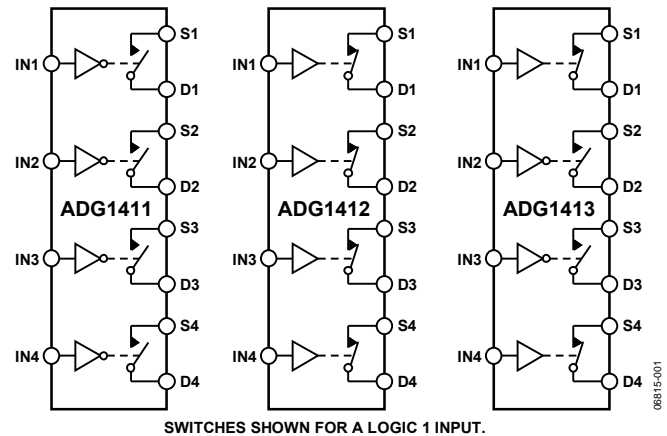 S1
IN1
D1
S2
IN2
D2
ADG1411
S3
IN3
D3
S4
IN4
D4
S1
IN1
D1
S2
IN2
D2
ADG1412
S3
IN3
D3
S4
IN4
D4
S1
IN1
D1
S2
IN2
D2
ADG1413
S3
IN3
D3
S4
IN4
D4
06815-001
SWITCHES SHOWN FOR A LOGIC 1 INPUT.